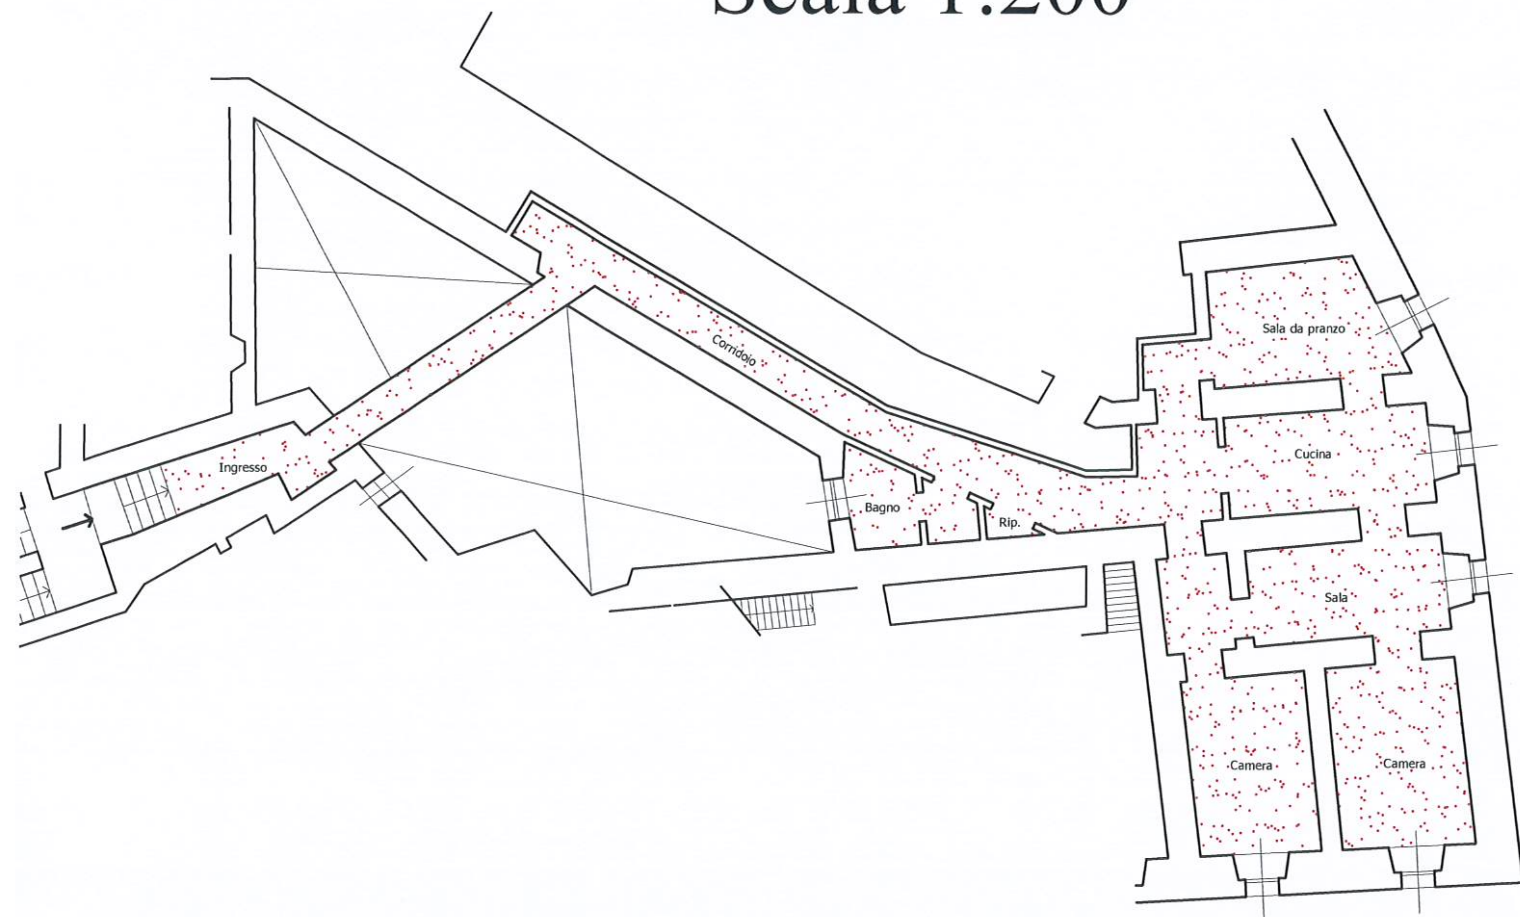 Scala 1:200
Sala da pranzo
Corridoio
Cucina
Ingresso
Bagno
Rip.
Sala
Camera
Camera